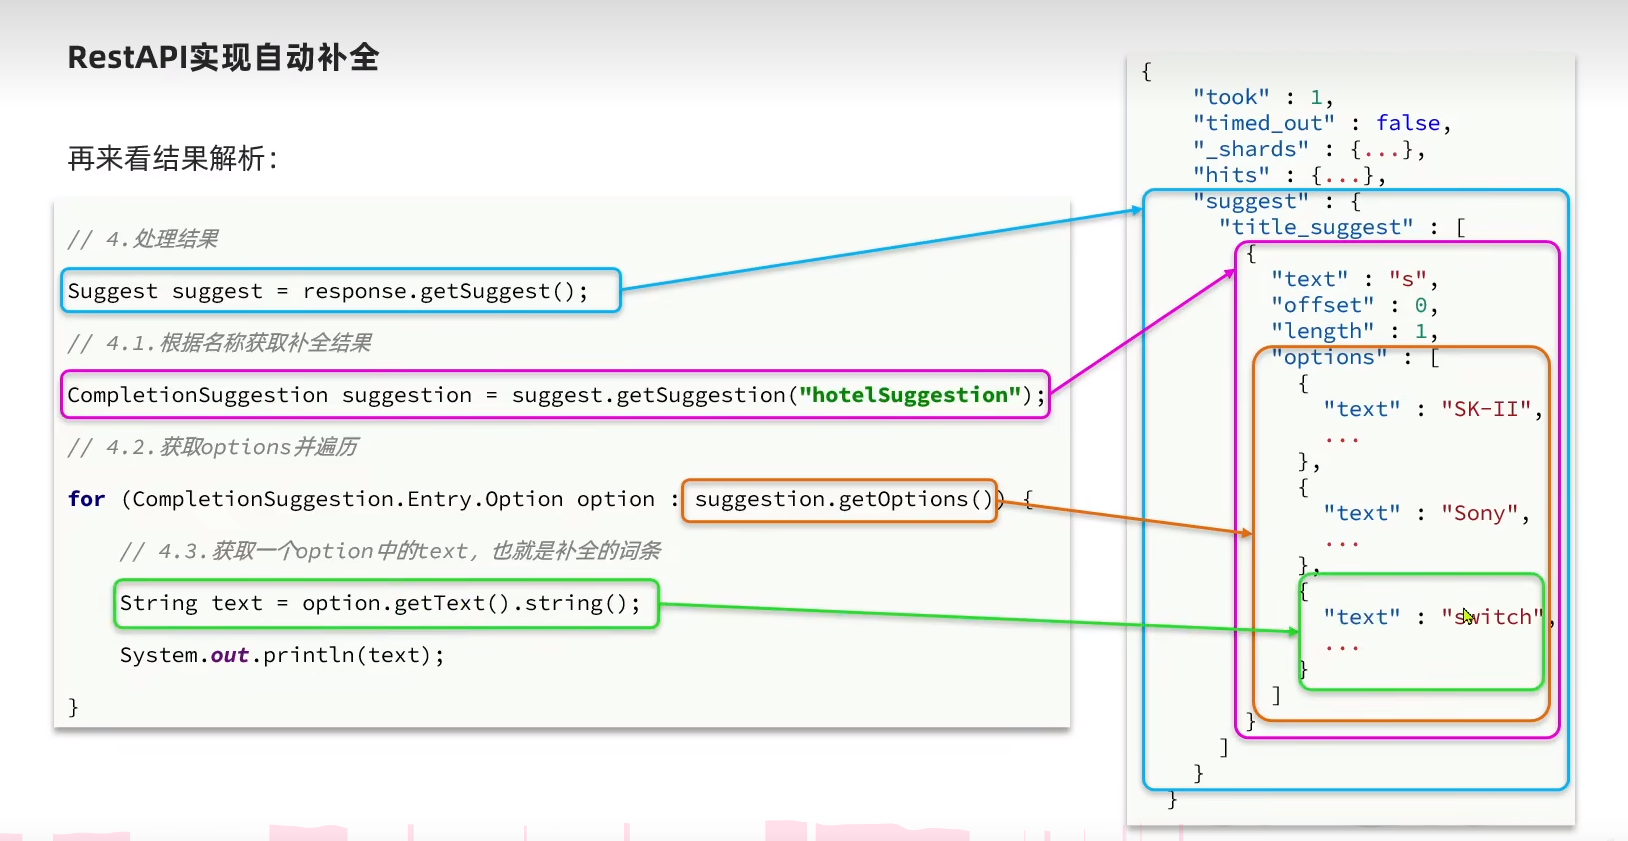 RestAPI实现自动补全
再来看结果解析：
// 4.处理结果
Suggest suggest = response.getSuggest();
// 4.1.根据名称获取补全结果
CompletionSuggestion suggestion = suggest.getSuggestion("hotelSuggestion");
// 4.2.获取options并遍历
for (CompletionSuggestion.Entry.Option option : suggestion.getOptions()) {
// 4.3.获取一个option中的text，也就是补全的词条
String text = option.getText().string();
System.out.println(text);
}
{
"took" : 1,
"timed_out" : false,
"_shards" : {...},
"hits" : {...},
"suggest" : {
"title_suggest" : [
{
"text" : "s",
"offset" : 0,
"length" : 1,
"options" : [
{
"text" : "SK-II",
...
},
{
"text" : "Sony",
...
},
{
"text" : "switch",
...
}
]
}
]
}
}